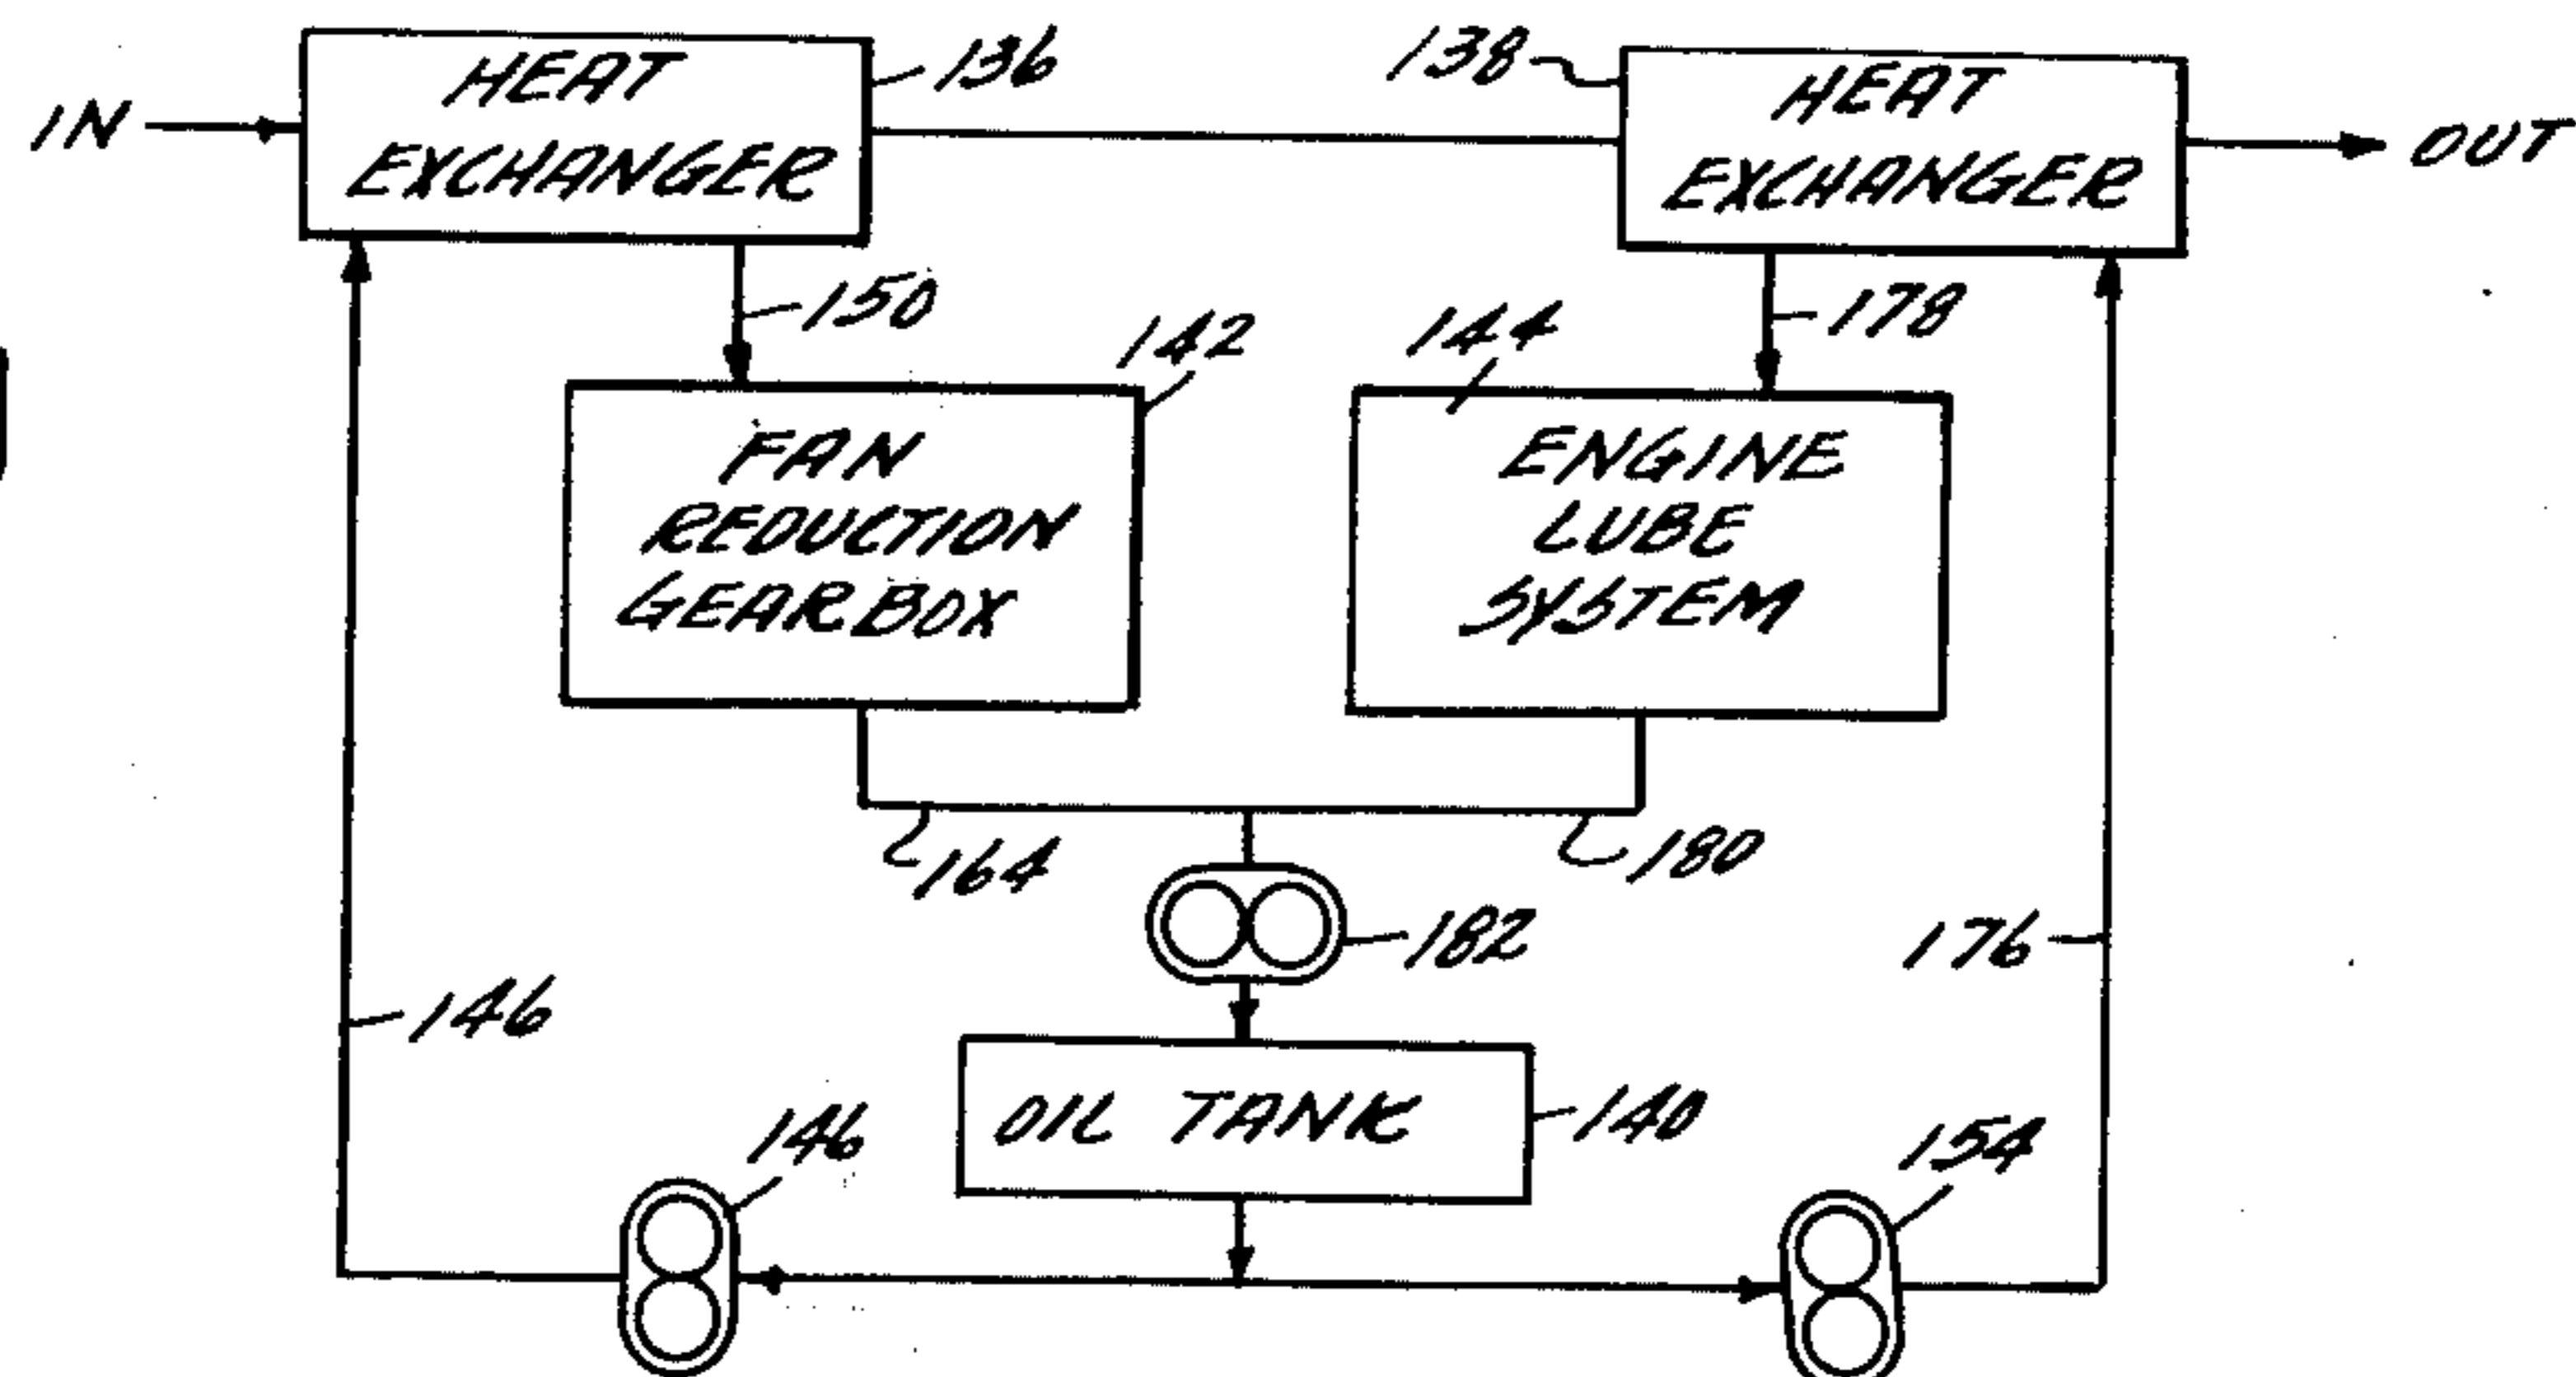 HEAT
EXCHANGER
136
138
HEAT
EXCHANGER
IN
OUT
150
142
144
178
FAN
REDUCTION
GEARBOX
ENGINE
LUBE
SYSTEM
164
180
182
176
146
OIL TANK
140
146
154